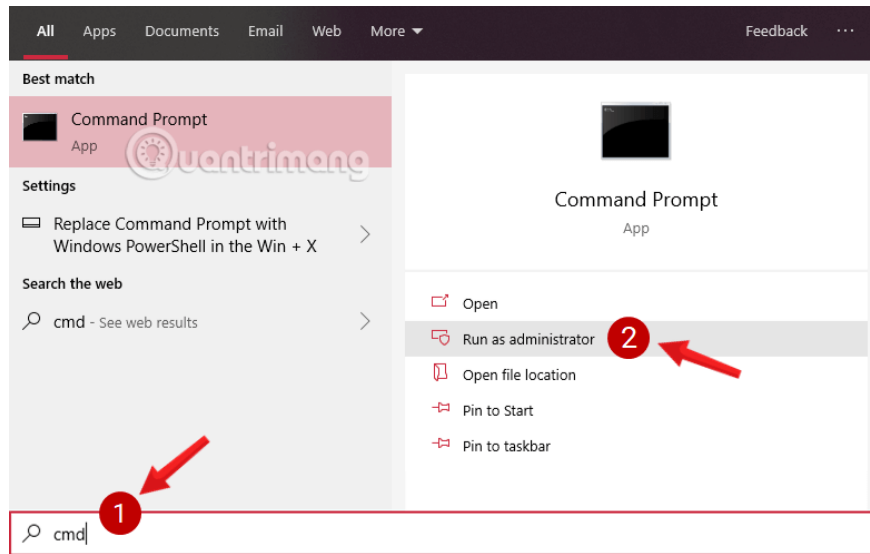 All Apps Documents Email Web More Feedback ...
Best match
Command Prompt
App
Quantrimang
Settings
Replace Command Prompt with
Windows PowerShell in the Win + X
Search the web
cmd - See web results
Command Prompt
App
Open
Run as administrator 2
Open file location
Pin to Start
Pin to taskbar
1
cmd